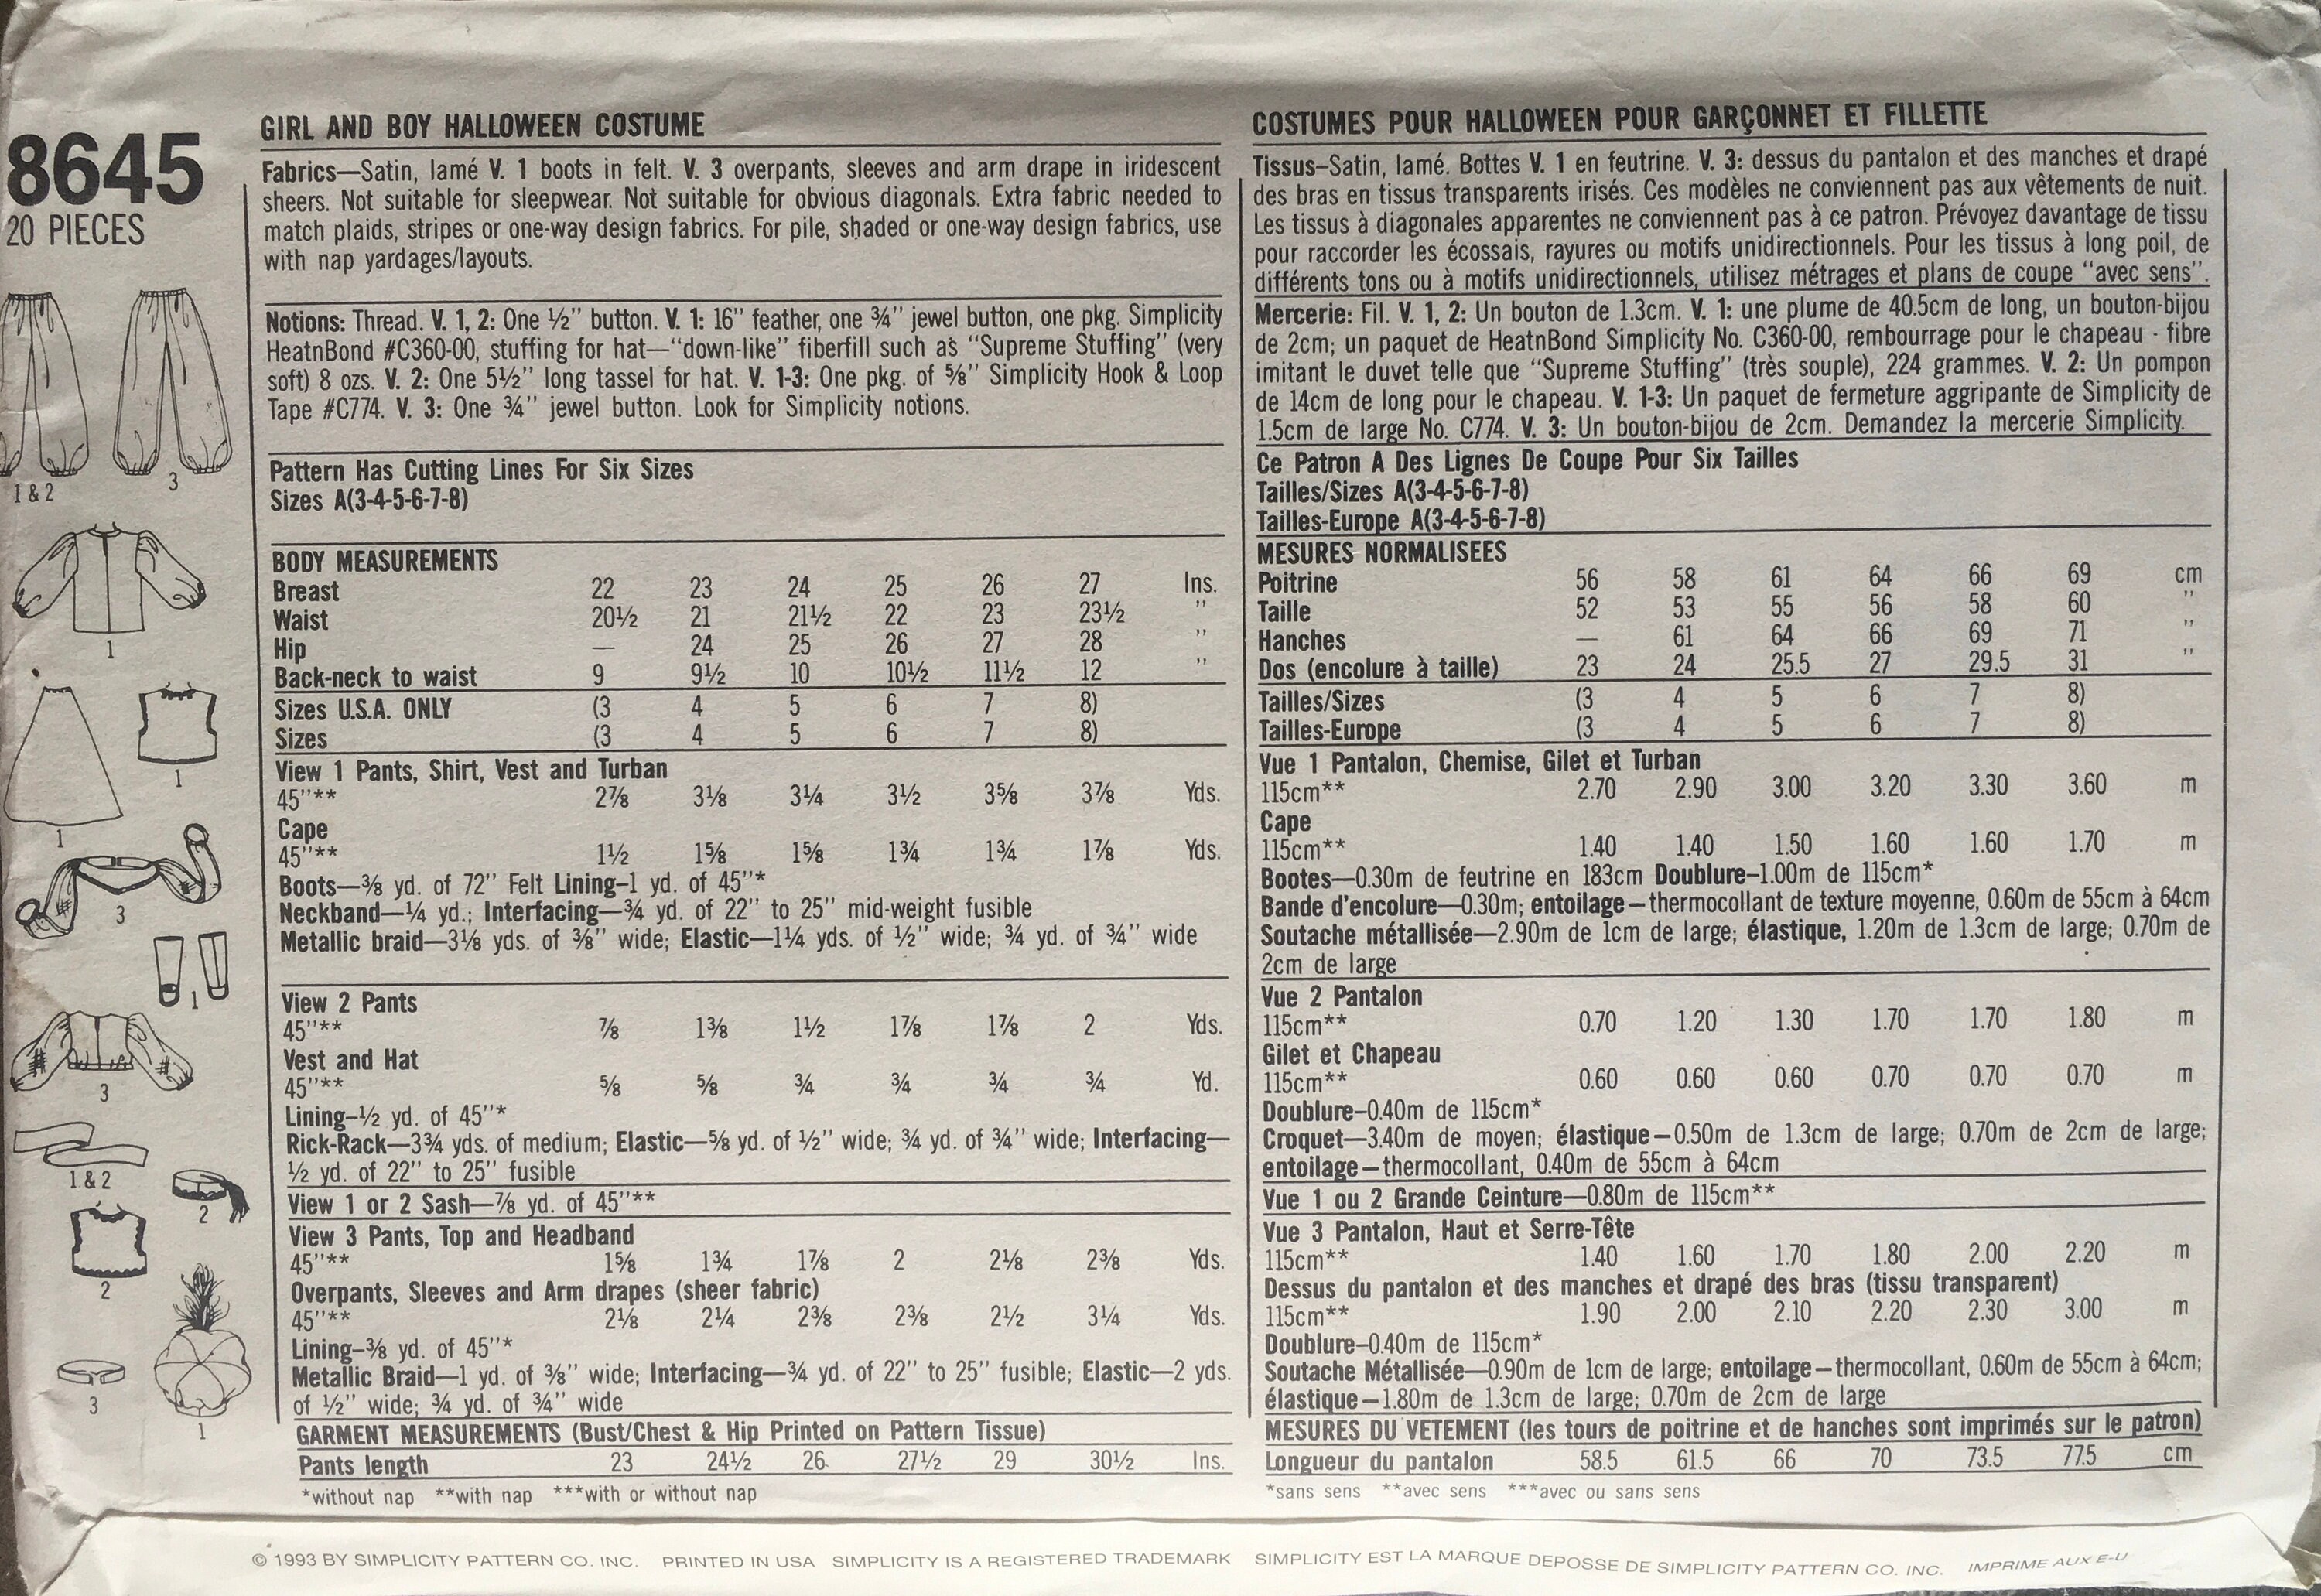 8645
20 PIECES
1 & 2
3
1
1
1
3
1
3
1 & 2
2
2
3
1
GIRL AND BOY HALLOWEEN COSTUME
Fabrics—Satin, lamé V. 1 boots in felt. V. 3 overpants, sleeves and arm drape in iridescent
sheers. Not suitable for sleepwear. Not suitable for obvious diagonals. Extra fabric needed to
match plaids, stripes or one-way design fabrics. For pile, shaded or one-way design fabrics, use
with nap yardages/layouts.
Notions: Thread. V. 1, 2: One ½'' button. V. 1: 16'' feather, one ¾'' jewel button, one pkg. Simplicity
HeatnBond #C360-00, stuffing for hat—“down-like” fiberfill such as “Supreme Stuffing” (very
soft) 8 ozs. V. 2: One 5½'' long tassel for hat. V. 1-3: One pkg. of ⅝'' Simplicity Hook & Loop
Tape #C774. V. 3: One ¾'' jewel button. Look for Simplicity notions.
Pattern Has Cutting Lines For Six Sizes
Sizes A(3-4-5-6-7-8)
BODY MEASUREMENTS
Breast 22 23 24 25 26 27 Ins.
Waist 20½ 21 21½ 22 23 23½ ''
Hip — 24 25 26 27 28 ''
Back-neck to waist 9 9½ 10 10½ 11½ 12 ''
Sizes U.S.A. ONLY (3 4 5 6 7 8)
Sizes (3 4 5 6 7 8)
View 1 Pants, Shirt, Vest and Turban
45''** 2⅞ 3⅛ 3¼ 3½ 3⅝ 3⅞ Yds.
Cape
45''** 1½ 1⅝ 1⅝ 1¾ 1¾ 1⅞ Yds.
Boots—⅜ yd. of 72'' Felt Lining–1 yd. of 45''*
Neckband—¼ yd.; Interfacing—¾ yd. of 22'' to 25'' mid-weight fusible
Metallic braid—3⅛ yds. of ⅜'' wide; Elastic—1¼ yds. of ½'' wide; ¾ yd. of ¾'' wide
View 2 Pants
45''** ⅞ 1⅜ 1½ 1⅞ 1⅞ 2 Yds.
Vest and Hat
45''** ⅝ ⅝ ¾ ¾ ¾ ¾ Yd.
Lining–½ yd. of 45''*
Rick-Rack—3¾ yds. of medium; Elastic—⅝ yd. of ½'' wide; ¾ yd. of ¾'' wide; Interfacing—
½ yd. of 22'' to 25'' fusible
View 1 or 2 Sash—⅞ yd. of 45''**
View 3 Pants, Top and Headband
45''** 1⅝ 1¾ 1⅞ 2 2⅛ 2⅜ Yds.
Overpants, Sleeves and Arm drapes (sheer fabric)
45''** 2⅛ 2¼ 2⅜ 2⅜ 2½ 3¼ Yds.
Lining–⅜ yd. of 45''*
Metallic Braid—1 yd. of ⅜'' wide; Interfacing—¾ yd. of 22'' to 25'' fusible; Elastic—2 yds.
of ½'' wide; ¾ yd. of ¾'' wide
GARMENT MEASUREMENTS (Bust/Chest & Hip Printed on Pattern Tissue)
Pants length 23 24½ 26 27½ 29 30½ Ins.
*without nap **with nap ***with or without nap
COSTUMES POUR HALLOWEEN POUR GARÇONNET ET FILLETTE
Tissus–Satin, lamé. Bottes V. 1 en feutrine. V. 3: dessus du pantalon et des manches et drapé
des bras en tissus transparents irisés. Ces modèles ne conviennent pas aux vêtements de nuit.
Les tissus à diagonales apparentes ne conviennent pas à ce patron. Prévoyez davantage de tissu
pour raccorder les écossais, rayures ou motifs unidirectionnels. Pour les tissus à long poil, de
différents tons ou à motifs unidirectionnels, utilisez métrages et plans de coupe “avec sens”.
Mercerie: Fil. V. 1, 2: Un bouton de 1.3cm. V. 1: une plume de 40.5cm de long, un bouton-bijou
de 2cm; un paquet de HeatnBond Simplicity No. C360-00, rembourrage pour le chapeau - fibre
imitant le duvet telle que “Supreme Stuffing” (très souple), 224 grammes. V. 2: Un pompon
de 14cm de long pour le chapeau. V. 1-3: Un paquet de fermeture aggripante de Simplicity de
1.5cm de large No. C774. V. 3: Un bouton-bijou de 2cm. Demandez la mercerie Simplicity.
Ce Patron A Des Lignes De Coupe Pour Six Tailles
Tailles/Sizes A(3-4-5-6-7-8)
Tailles-Europe A(3-4-5-6-7-8)
MESURES NORMALISEES
Poitrine 56 58 61 64 66 69 cm
Taille 52 53 55 56 58 60 ''
Hanches — 61 64 66 69 71 ''
Dos (encolure à taille) 23 24 25.5 27 29.5 31 ''
Tailles/Sizes (3 4 5 6 7 8)
Tailles-Europe (3 4 5 6 7 8)
Vue 1 Pantalon, Chemise, Gilet et Turban
115cm** 2.70 2.90 3.00 3.20 3.30 3.60 m
Cape
115cm** 1.40 1.40 1.50 1.60 1.60 1.70 m
Bootes—0.30m de feutrine en 183cm Doublure–1.00m de 115cm*
Bande d'encolure—0.30m; entoilage—thermocollant de texture moyenne, 0.60m de 55cm à 64cm
Soutache métallisée—2.90m de 1cm de large; élastique, 1.20m de 1.3cm de large; 0.70m de
2cm de large
Vue 2 Pantalon
115cm** 0.70 1.20 1.30 1.70 1.70 1.80 m
Gilet et Chapeau
115cm** 0.60 0.60 0.60 0.70 0.70 0.70 m
Doublure–0.40m de 115cm*
Croquet—3.40m de moyen; élastique—0.50m de 1.3cm de large; 0.70m de 2cm de large;
entoilage—thermocollant, 0.40m de 55cm à 64cm
Vue 1 ou 2 Grande Ceinture—0.80m de 115cm**
Vue 3 Pantalon, Haut et Serre-Tête
115cm** 1.40 1.60 1.70 1.80 2.00 2.20 m
Dessus du pantalon et des manches et drapé des bras (tissu transparent)
115cm** 1.90 2.00 2.10 2.20 2.30 3.00 m
Doublure–0.40m de 115cm*
Soutache Métallisée—0.90m de 1cm de large; entoilage—thermocollant, 0.60m de 55cm à 64cm;
élastique—1.80m de 1.3cm de large; 0.70m de 2cm de large
MESURES DU VETEMENT (les tours de poitrine et de hanches sont imprimés sur le patron)
Longueur du pantalon 58.5 61.5 66 70 73.5 77.5 cm
*sans sens **avec sens ***avec ou sans sens
© 1993 BY SIMPLICITY PATTERN CO. INC. PRINTED IN USA SIMPLICITY IS A REGISTERED TRADEMARK SIMPLICITY EST LA MARQUE DEPOSSE DE SIMPLICITY PATTERN CO. INC. IMPRIME AUX E-U